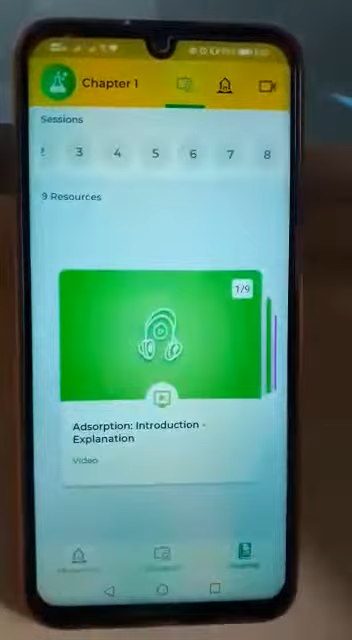 Chapter 1
Sessions
3 4 5 6 7 8
9 Resources
1/9
Adsorption: Introduction -
Explanation
Video